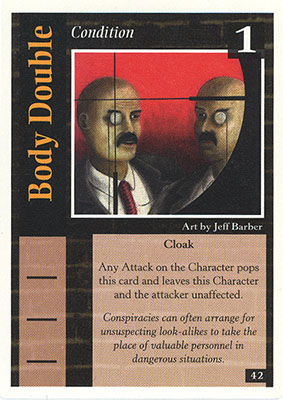 Body Double
Condition
1
Art by Jeff Barber
Cloak
Any Attack on the Character pops
this card and leaves this Character
and the attacker unaffected.
Conspiracies can often arrange for
unsuspecting look-alikes to take the
place of valuable personnel in
dangerous situations.
42